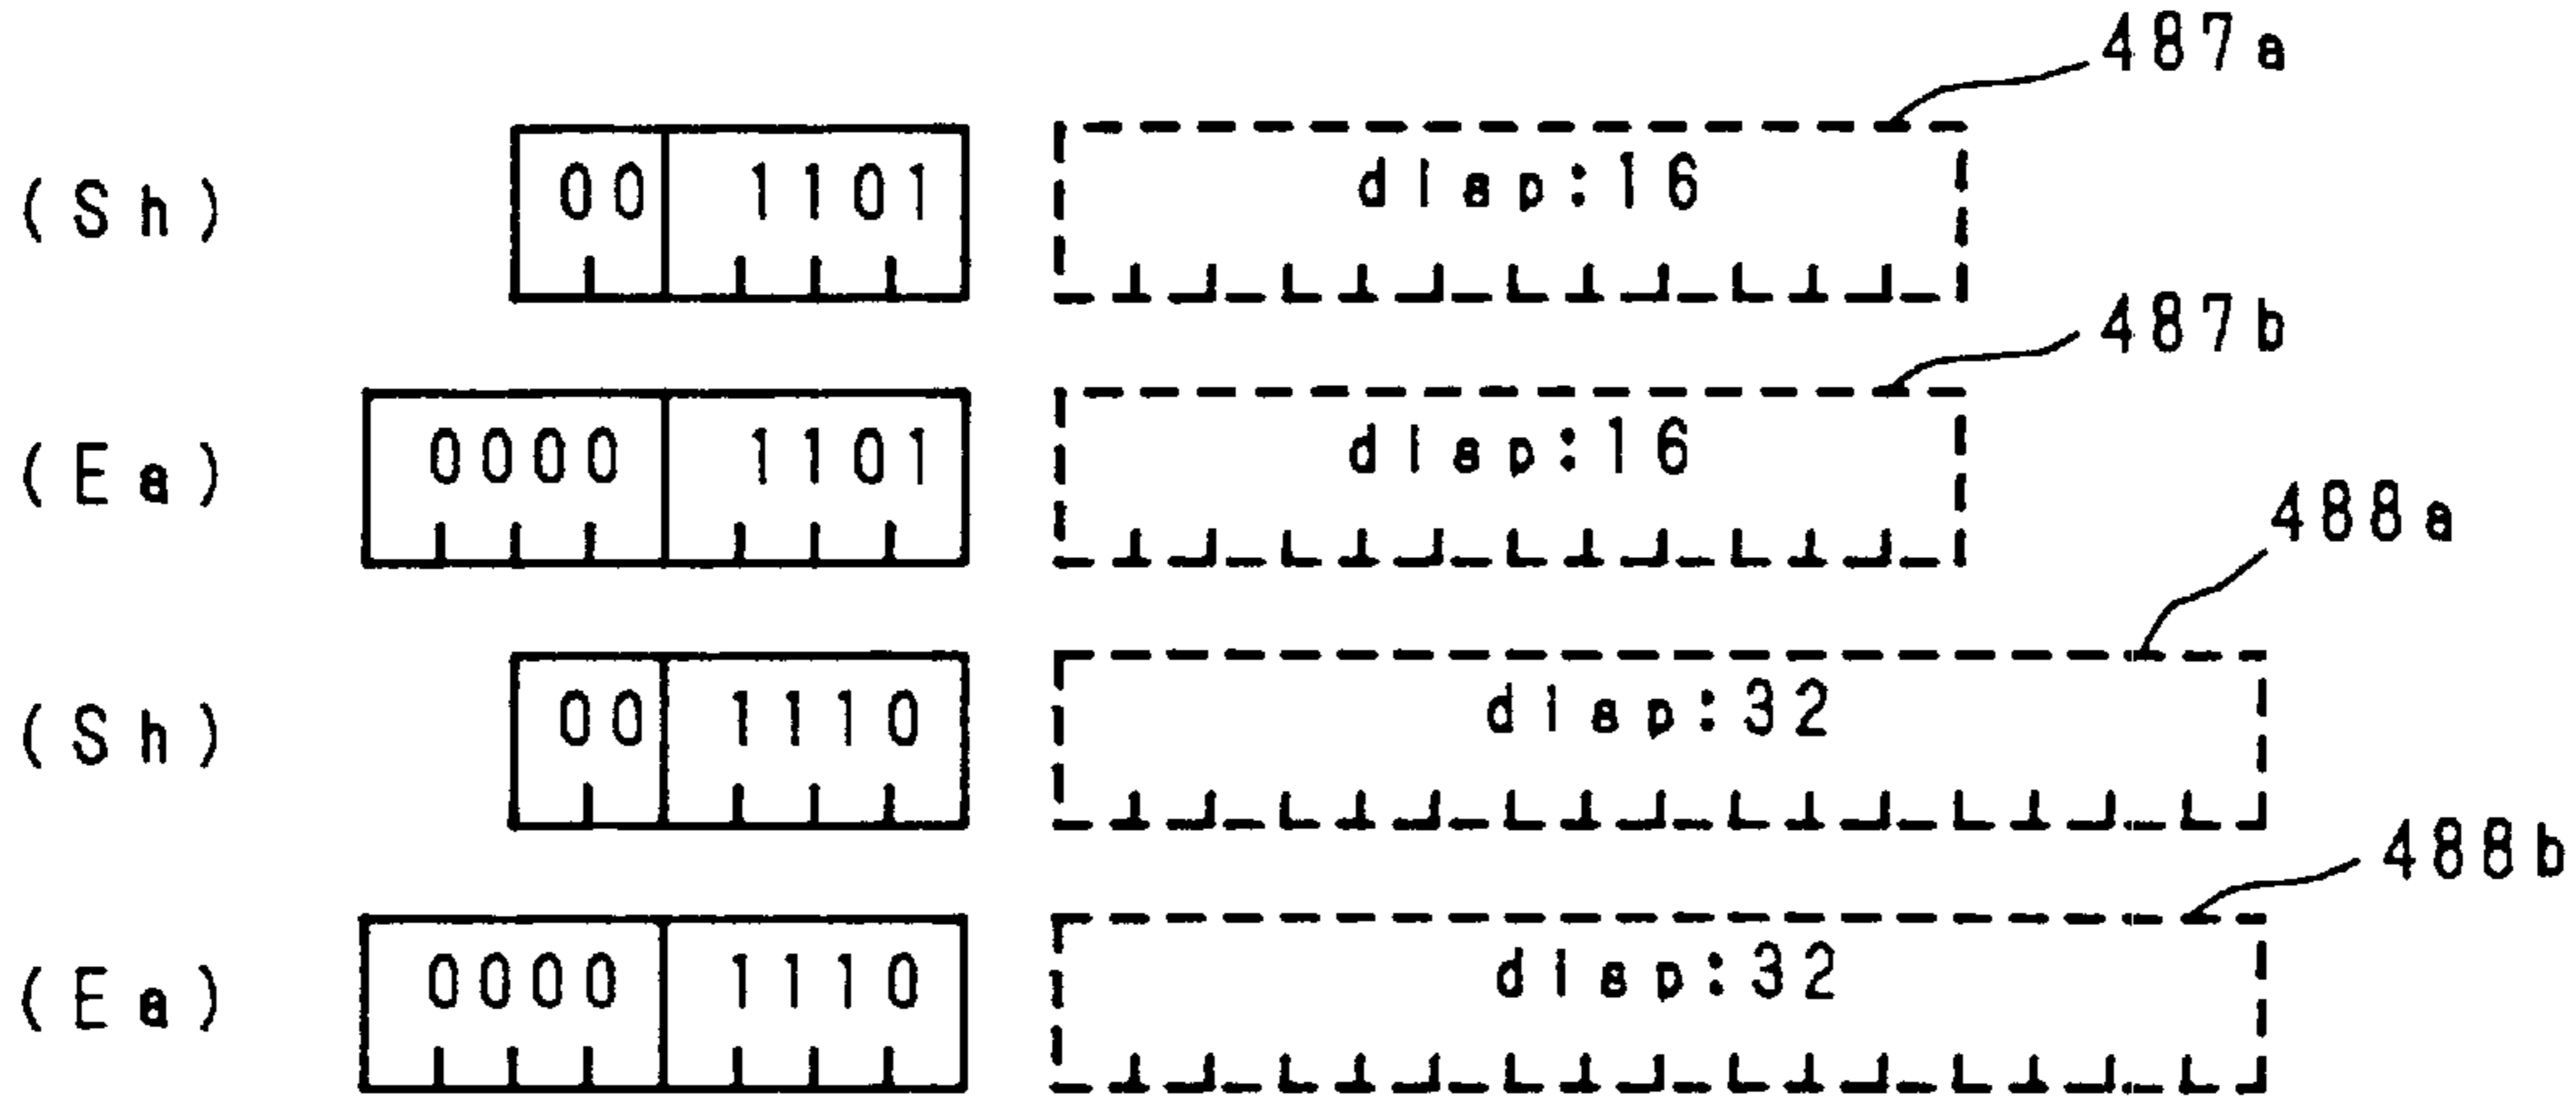 487a
(Sh) 00 1101 disp:16
487b
(Ea) 0000 1101 disp:16
488a
(Sh) 00 1110 disp:32
488b
(Ea) 0000 1110 disp:32